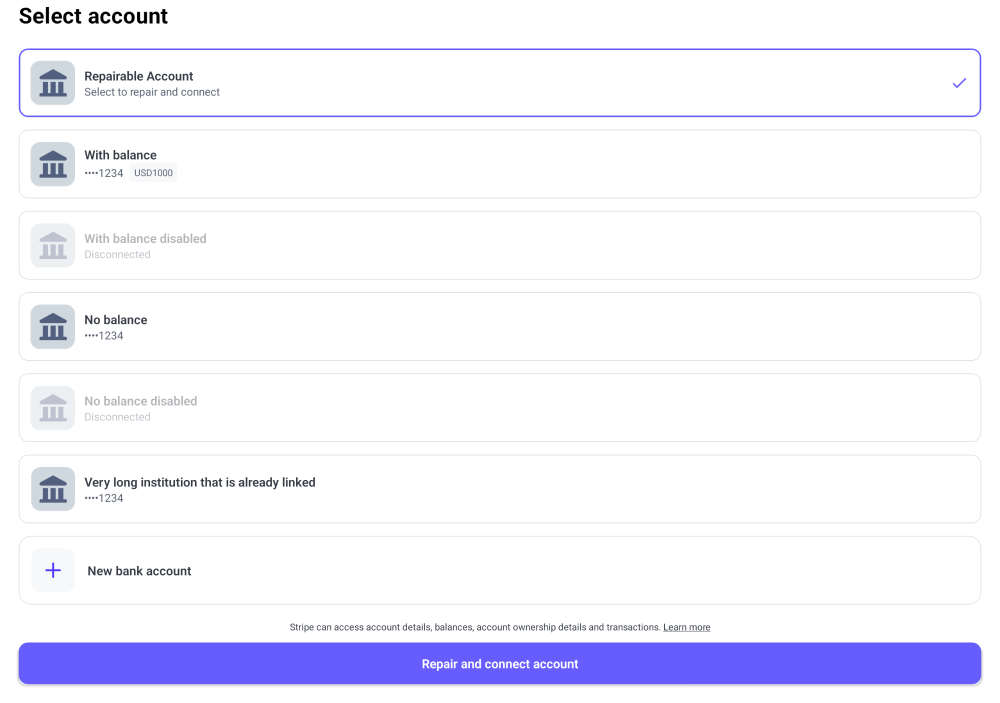 Select account
Repairable Account
Select to repair and connect
With balance
••••1234 USD1000
With balance disabled
Disconnected
No balance
••••1234
No balance disabled
Disconnected
Very long institution that is already linked
••••1234
New bank account
Stripe can access account details, balances, account ownership details and transactions. Learn more
Repair and connect account